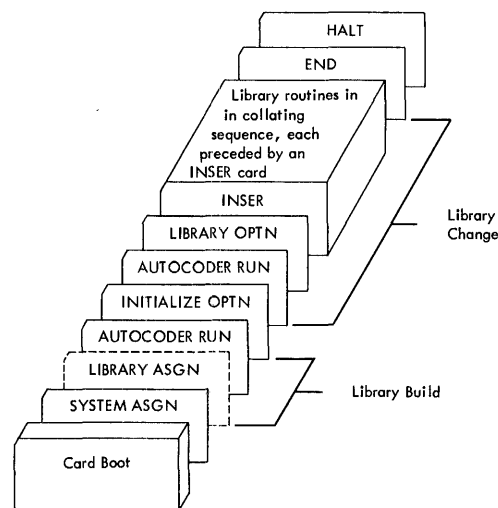 HALT
END
Library routines in
in collating
sequence, each
preceded by an
INSER card
INSER
LIBRARY OPTN
AUTOCODER RUN
INITIALIZE OPTN
AUTOCODER RUN
LIBRARY ASGN
SYSTEM ASGN
Card Boot
Library
Change
Library Build